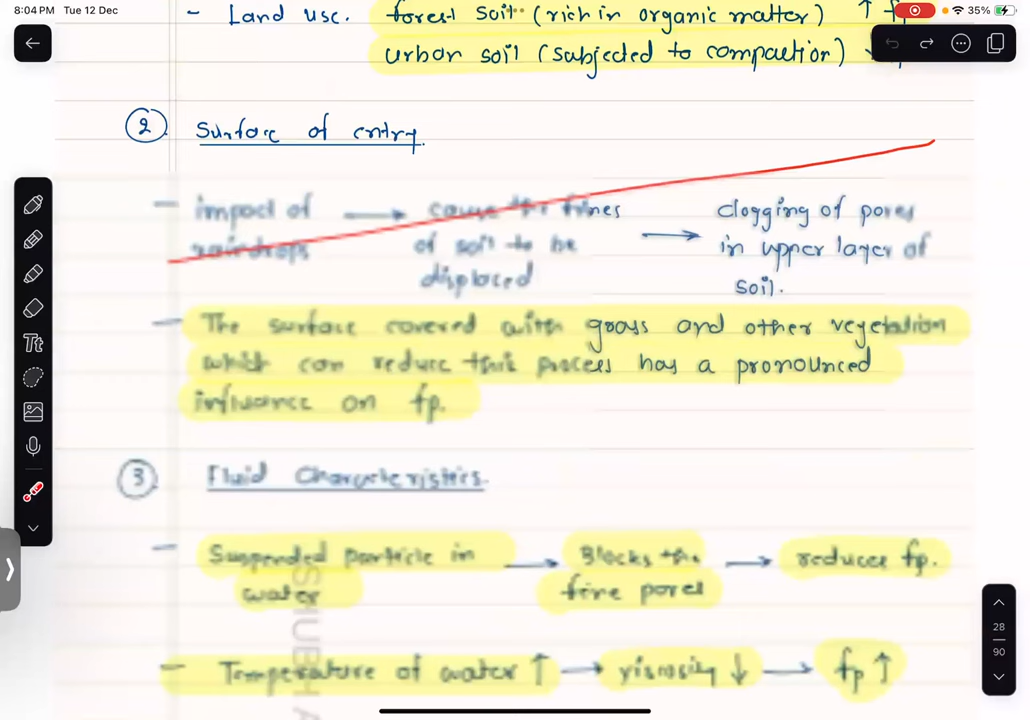 8:04 PM Tue 12 Dec
35%
- Land use. forest soil (rich in organic matter) ↑
urban soil (subjected to compaction)
② Surface of entry.
- impact of raindrops → cause the fines of soil to be displaced → clogging of pores in upper layer of soil.
- The surface covered with grass and other vegetation
which can reduce this process has a pronounced
influence on fp.
③ Fluid Characteristics.
- Suspended particle in water → Blocks the fine pores → reduces fp.
- Temperature of water ↑ → viscosity ↓ → fp ↑
Tt
28
90
SHUBH A